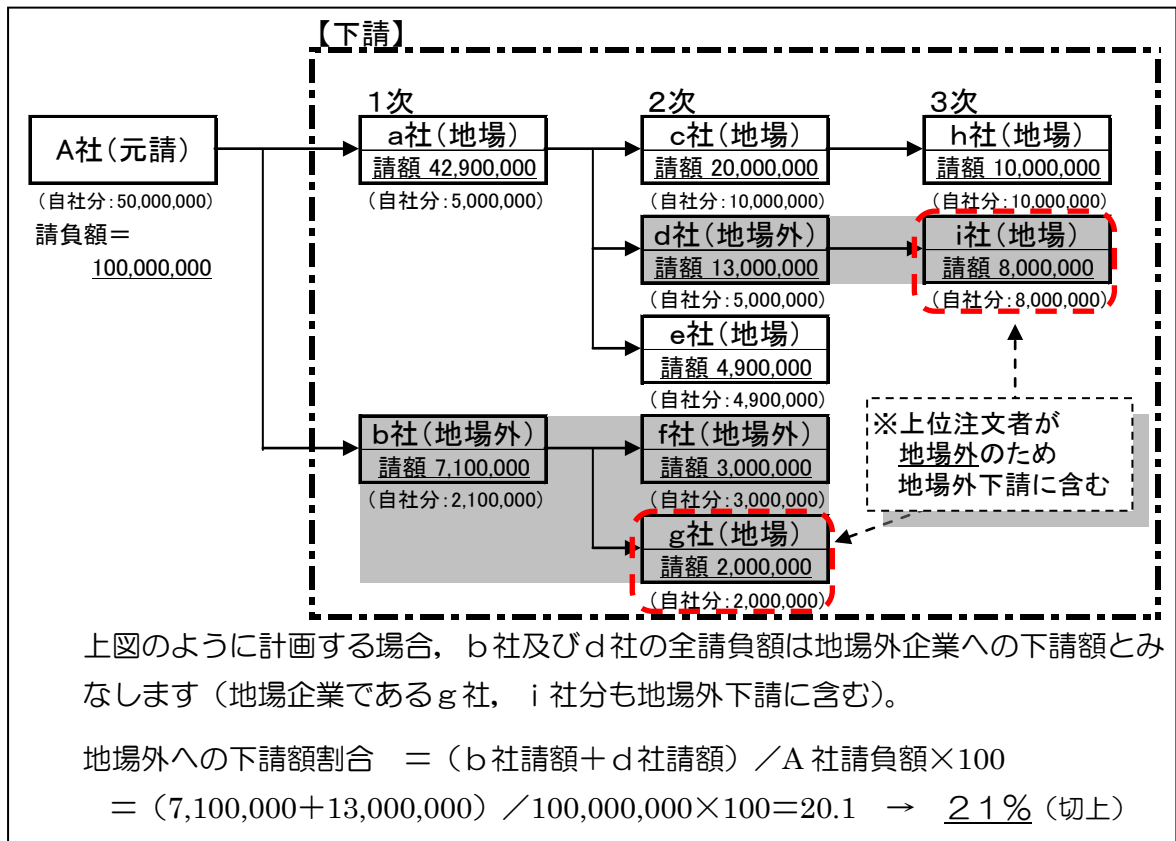 【下請】
1次
2次
3次
A社(元請)
(自社分:50,000,000)
請負額=
100,000,000
a社(地場)
請額 42,900,000
(自社分:5,000,000)
c社(地場)
請額 20,000,000
(自社分:10,000,000)
h社(地場)
請額 10,000,000
(自社分:10,000,000)
d社(地場外)
請額 13,000,000
(自社分:5,000,000)
i社(地場)
請額 8,000,000
(自社分:8,000,000)
e社(地場)
請額 4,900,000
(自社分:4,900,000)
b社(地場外)
請額 7,100,000
(自社分:2,100,000)
f社(地場外)
請額 3,000,000
(自社分:3,000,000)
g社(地場)
請額 2,000,000
(自社分:2,000,000)
※上位注文者が
地場外のため
地場外下請に含む
上図のように計画する場合,b社及びd社の全請負額は地場外企業への下請額とみ
なします(地場企業であるg社,i社分も地場外下請に含む)。
地場外への下請額割合 =(b社請額+d社請額)/A社請負額×100
=(7,100,000+13,000,000)/100,000,000×100=20.1 → 21%(切上)